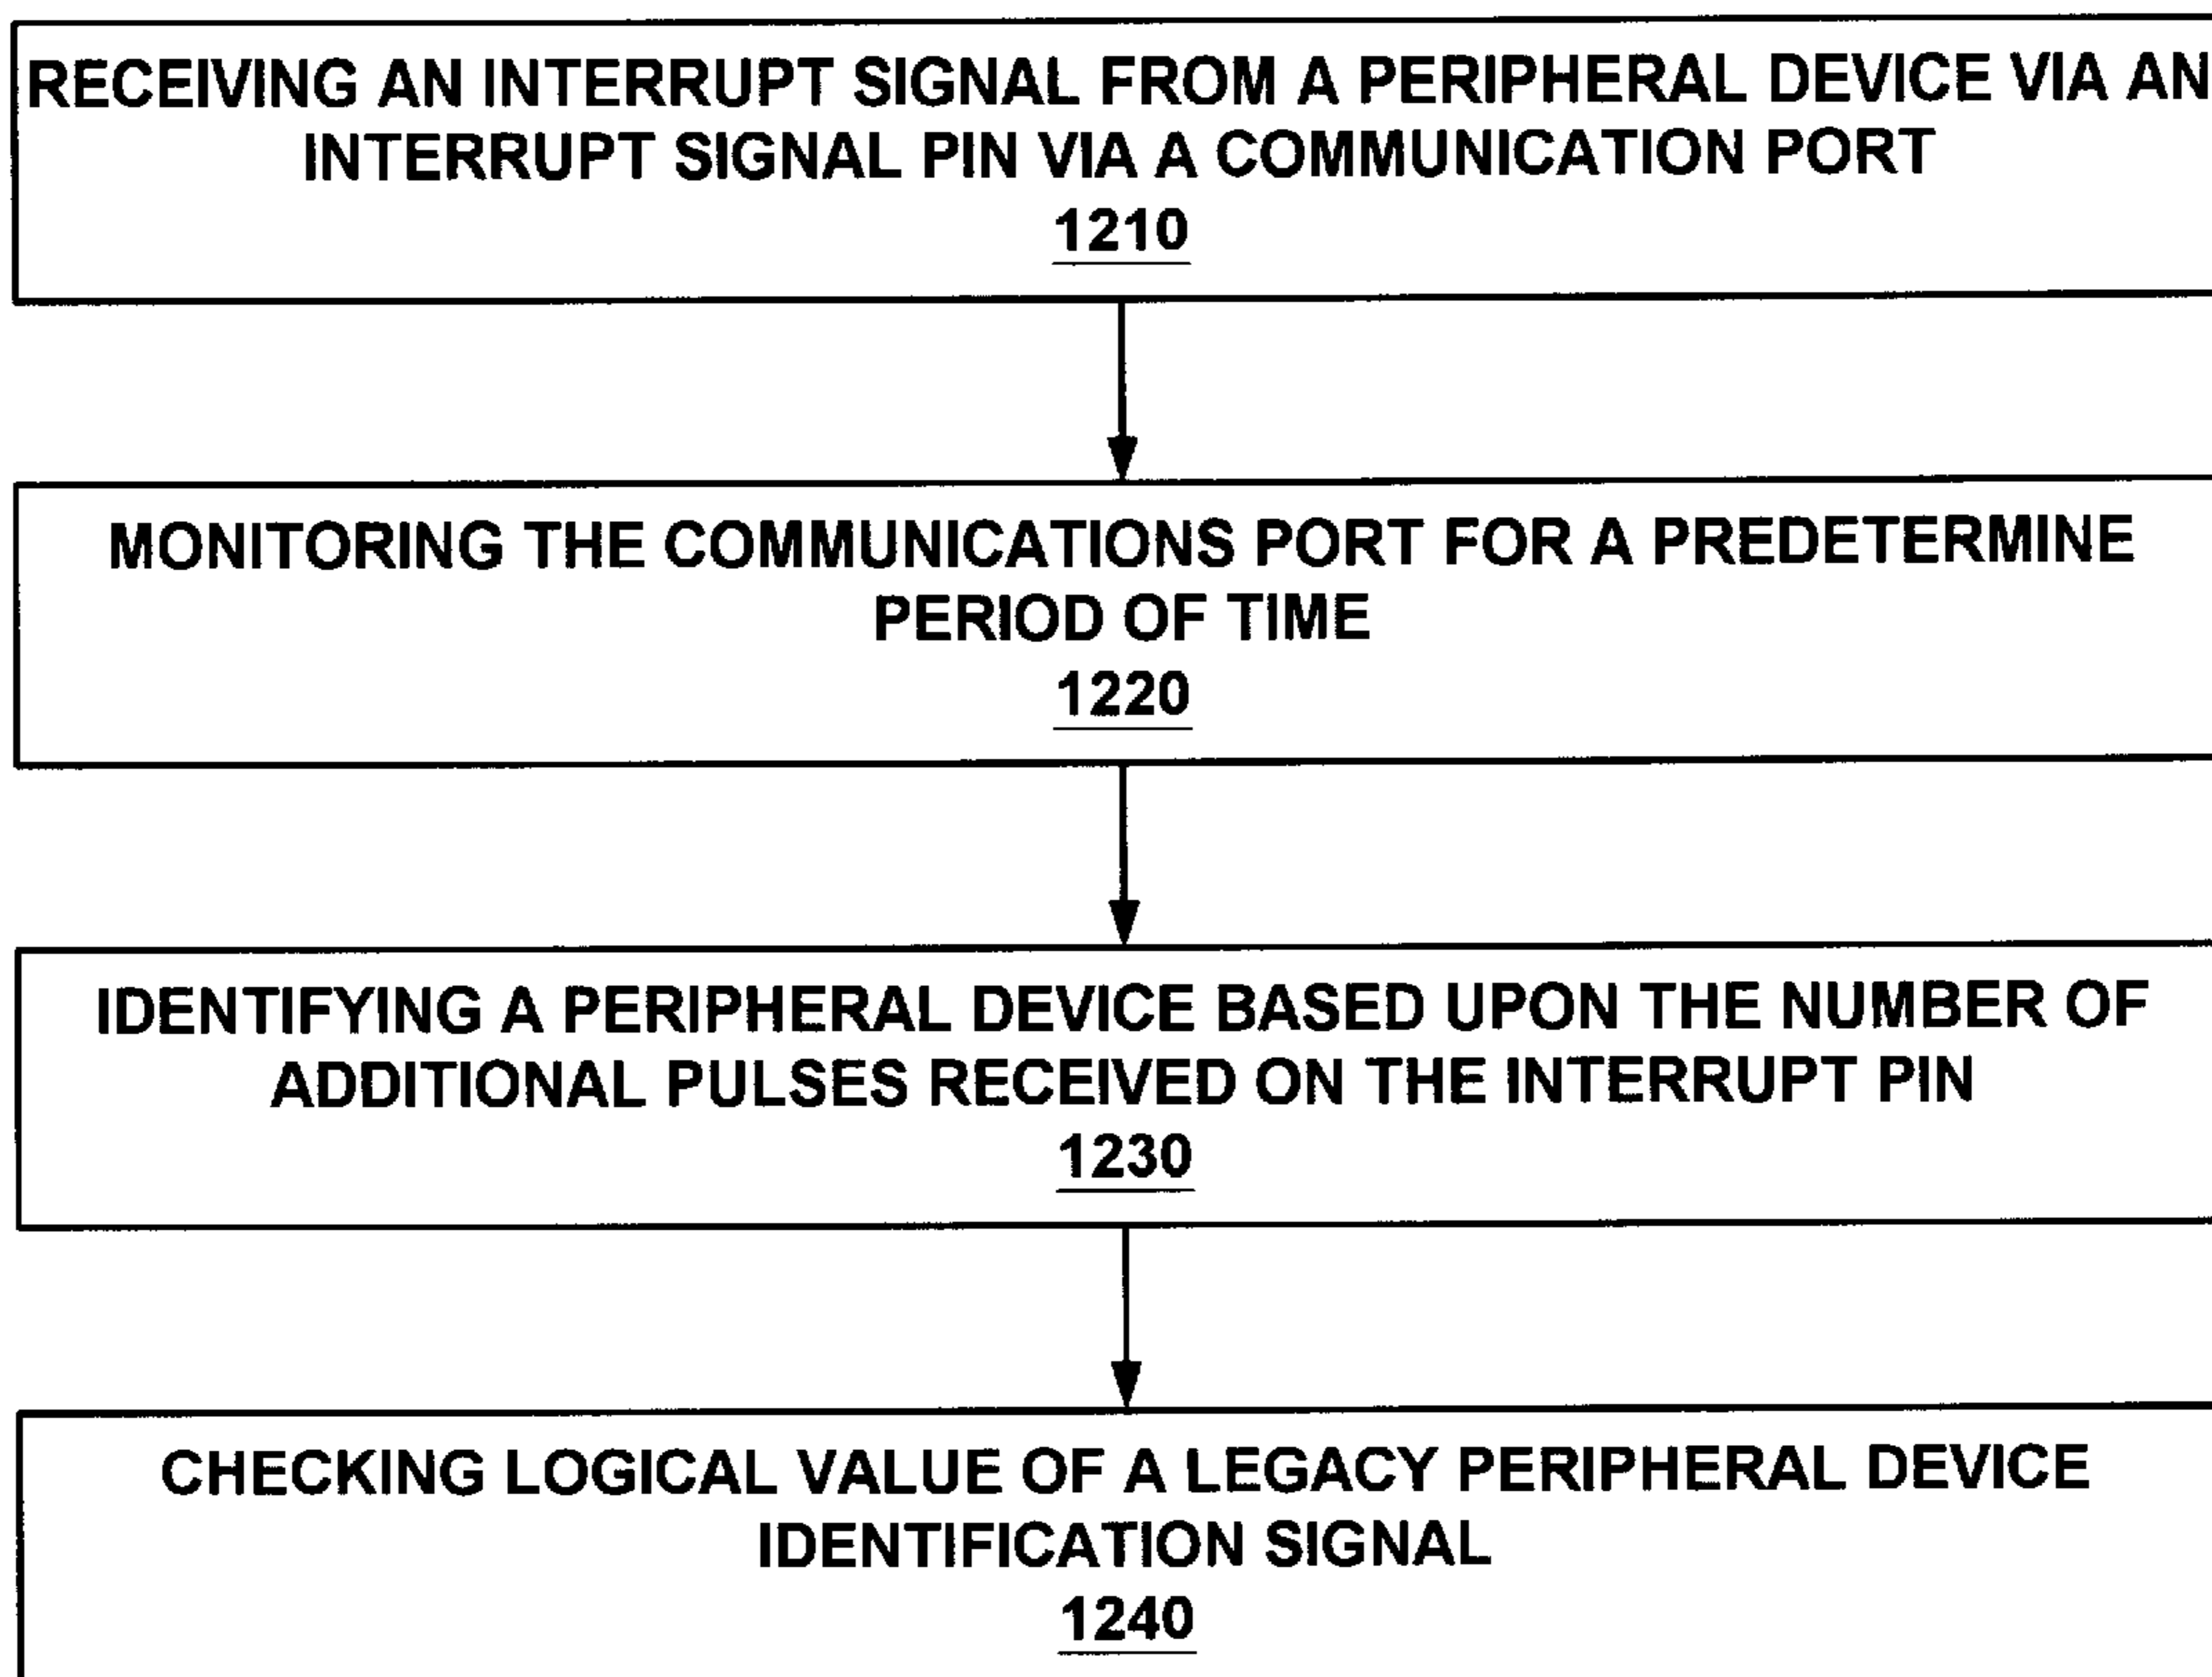 RECEIVING AN INTERRUPT SIGNAL FROM A PERIPHERAL DEVICE VIA AN
INTERRUPT SIGNAL PIN VIA A COMMUNICATION PORT
1210
MONITORING THE COMMUNICATIONS PORT FOR A PREDETERMINE
PERIOD OF TIME
1220
IDENTIFYING A PERIPHERAL DEVICE BASED UPON THE NUMBER OF
ADDITIONAL PULSES RECEIVED ON THE INTERRUPT PIN
1230
CHECKING LOGICAL VALUE OF A LEGACY PERIPHERAL DEVICE
IDENTIFICATION SIGNAL
1240